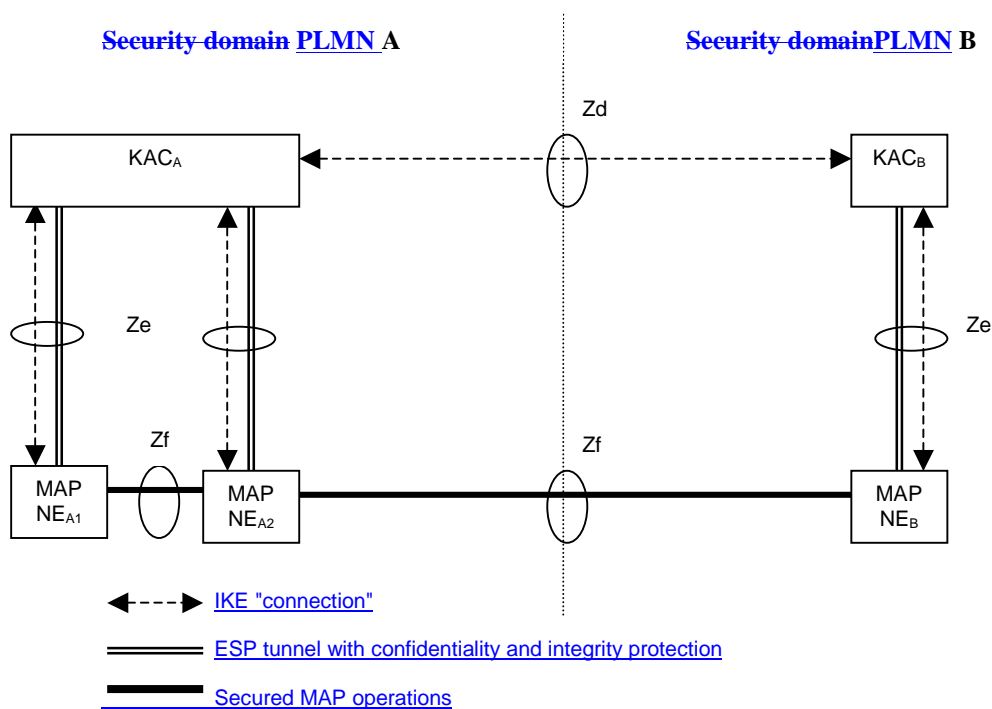 Security domain PLMN A
Security domainPLMN B
Zd
KACA
KACB
Ze
Ze
Zf
Zf
MAP
NEA1
MAP
NEA2
MAP
NEB
IKE "connection"
ESP tunnel with confidentiality and integrity protection
Secured MAP operations